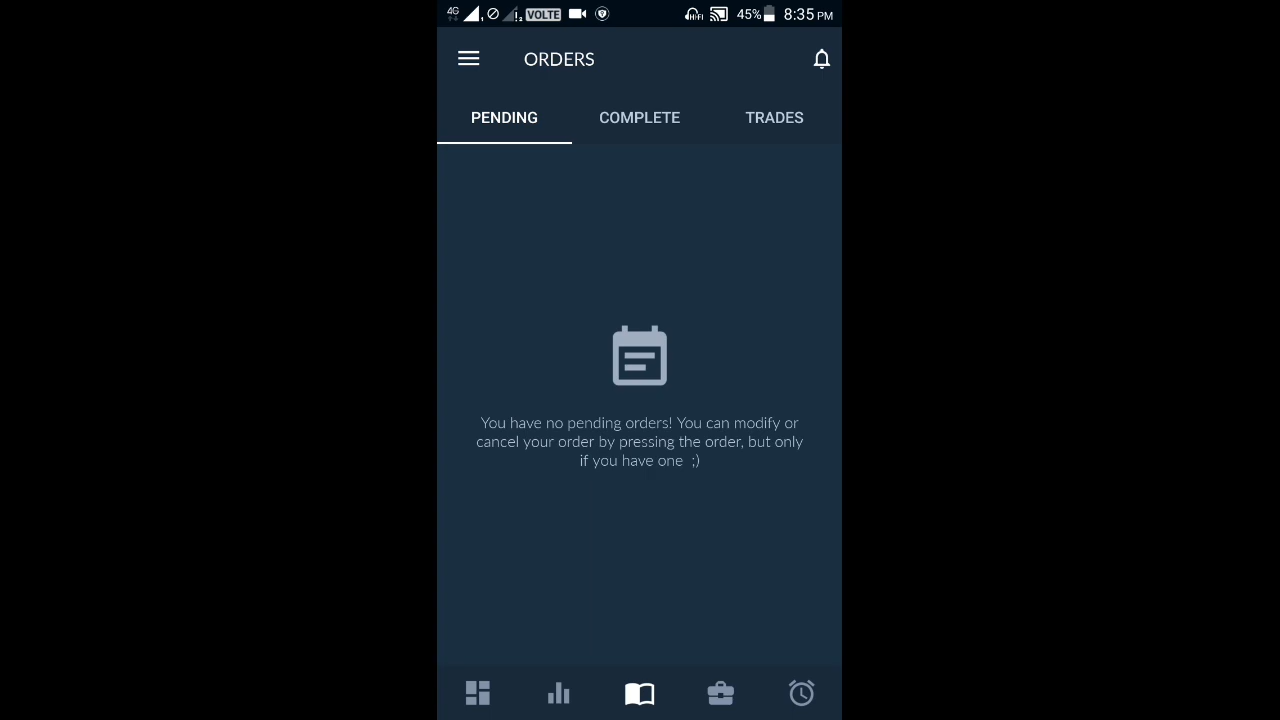 4G VOLTE HiFi 45% 8:35 PM
ORDERS
PENDING COMPLETE TRADES
You have no pending orders! You can modify or
cancel your order by pressing the order, but only
if you have one ;)